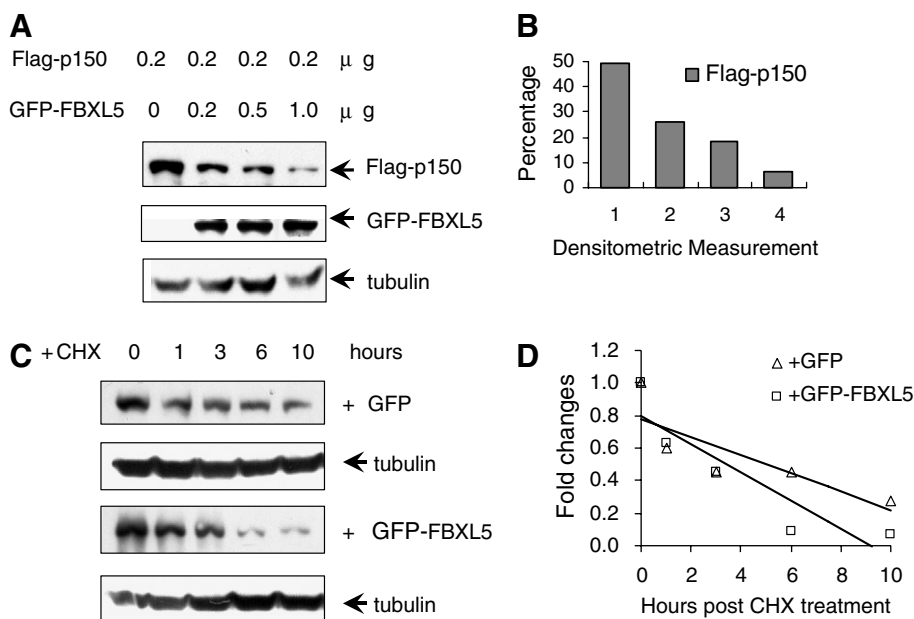 A
Flag-p150 0.2 0.2 0.2 0.2 μ g
GFP-FBXL5 0 0.2 0.5 1.0 μ g
Flag-p150
GFP-FBXL5
tubulin
B
50
40
30
20
10
0
Percentage
Flag-p150
1 2 3 4
Densitometric Measurement
C
+CHX 0 1 3 6 10 hours
+ GFP
tubulin
+ GFP-FBXL5
tubulin
D
1.2
1.0
0.8
0.6
0.4
0.2
0.0
Fold changes
+GFP
+GFP-FBXL5
0 2 4 6 8 10
Hours post CHX treatment